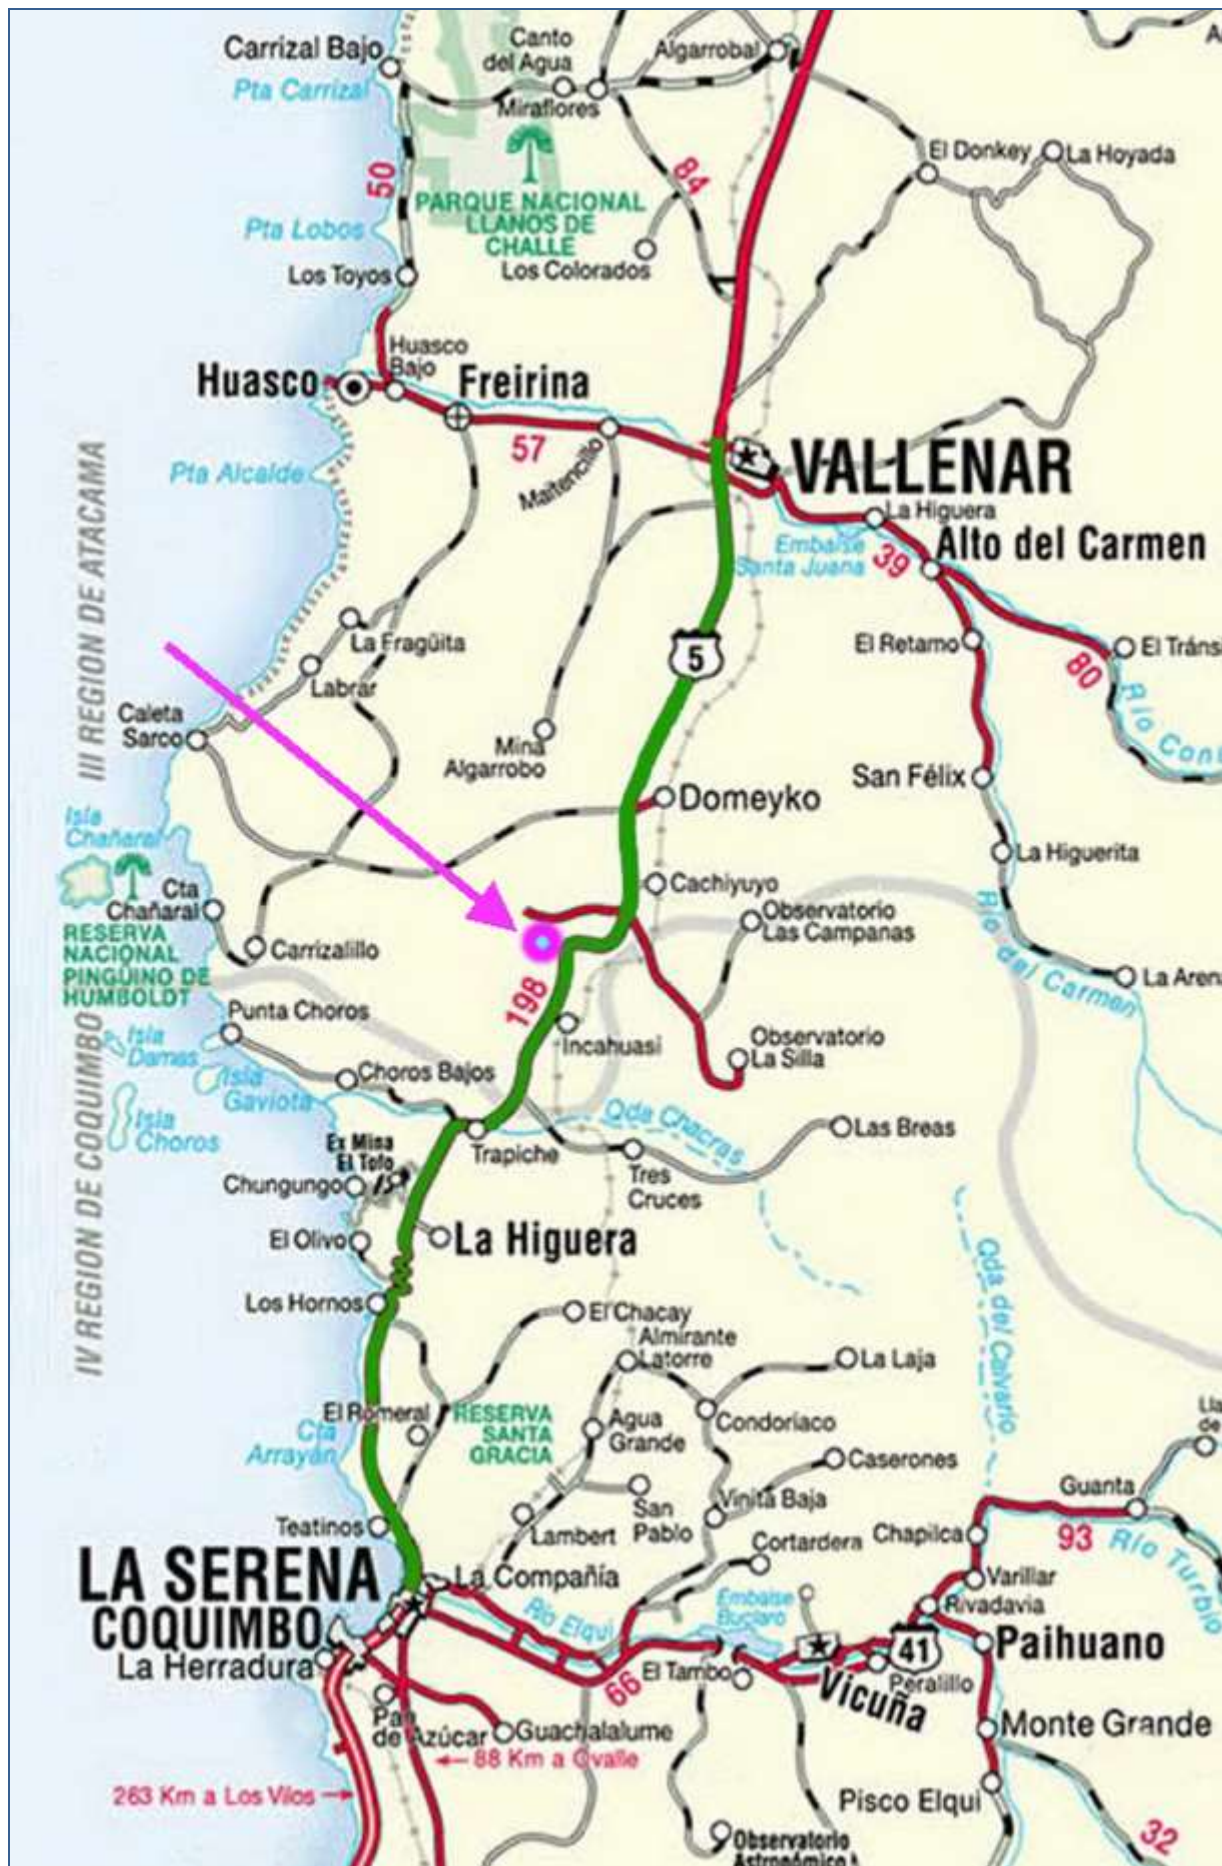 Carrizal Bajo
Pta Carrizal
Canto
del Agua
Miraflores
Algarrobal
El Donkey
La Hoyada
50
84
PARQUE NACIONAL
LLANOS DE
CHALLE
Pta Lobos
Los Toyos
Los Colorados
Huasco
Bajo
Huasco
Freirina
57
Maitencillo
VALLENAR
Pta Alcalde
La Higuera
Embalse
Santa Juana
39
Alto del Carmen
III REGION DE ATACAMA
5
La Fragüita
Labrar
El Retamo
80
El Tráns
Caleta
Sarco
Mina
Algarrobo
Domeyko
San Félix
Isla
Chañaral
Cachiyuyo
La Higuerita
Cta
Chañaral
RESERVA
NACIONAL
PINGÜINO DE
HUMBOLDT
Carrizalillo
Observatorio
Las Campanas
Río del Carmen
La Aren
198
Punta Choros
Isla
Damas
Isla
Gaviota
Isla
Choros
Choros Bajos
Incahuasi
Observatorio
La Silla
IV REGION DE COQUIMBO
Qda Chacras
Las Breas
Ex Mina
El Tofo
Trapiche
Tres
Cruces
Chungungo
El Olivo
La Higuera
Qda del Calvario
Los Hornos
El Chacay
Almirante
Latorre
La Laja
El Romeral
RESERVA
SANTA
GRACIA
Cta
Arrayán
Agua
Grande
Condoriaco
Caserones
Guanta
San
Pablo
Vinita Baja
Lambert
Teatinos
Cortardera
Chapilca
93
Río Turbio
LA SERENA
La Compañía
COQUIMBO
Río Elqui
Embalse
Puclaro
Varillar
Rivadavia
41
Paihuano
La Herradura
66
El Tambo
Vicuña
Peralillo
Pan
de Azúcar
Guachalalume
Monte Grande
88 Km a Ovalle
263 Km a Los Vilos
Pisco Elqui
32
Observatorio